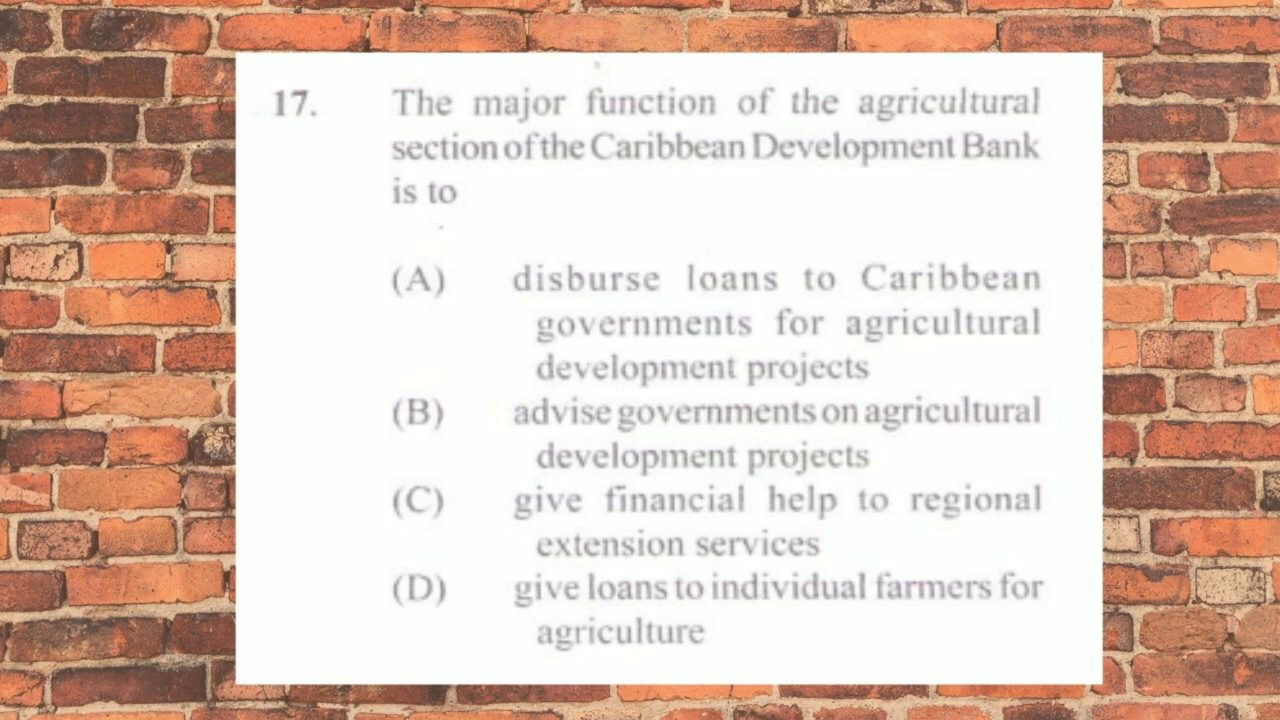 17. The major function of the agricultural
section of the Caribbean Development Bank
is to
(A) disburse loans to Caribbean
governments for agricultural
development projects
(B) advise governments on agricultural
development projects
(C) give financial help to regional
extension services
(D) give loans to individual farmers for
agriculture